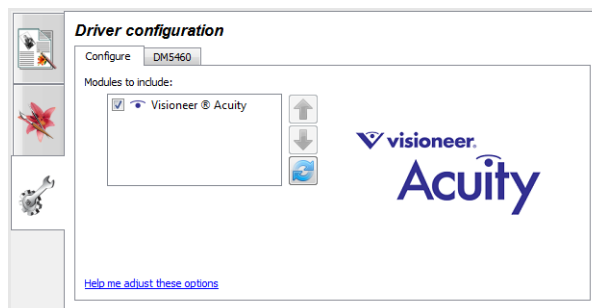 Driver configuration
Configure
DM5460
Modules to include:
Visioneer ® Acuity
visioneer.
Acuity
Help me adjust these options